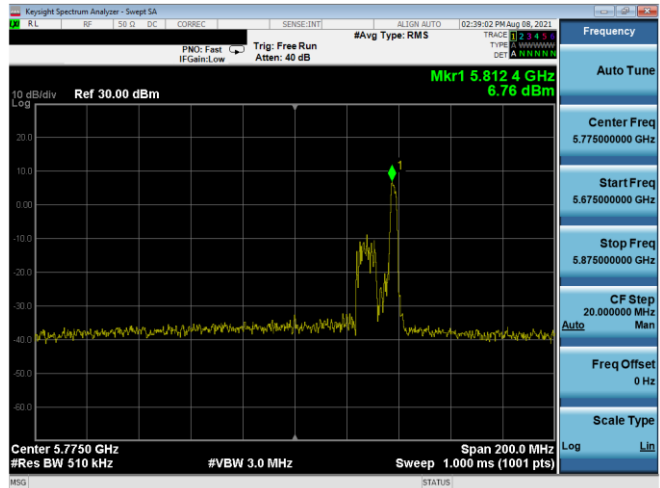 Keysight Spectrum Analyzer - Swept SA
RL RF 50 Ω DC CORREC SENSE:INT ALIGN AUTO 02:39:02 PM Aug 08, 2021
#Avg Type: RMS TRACE 1 2 3 4 5 6
PNO: Fast Trig: Free Run TYPE A WWWWW
IFGain:Low Atten: 40 dB DET A N N N N N
Mkr1 5.812 4 GHz
10 dB/div Ref 30.00 dBm 6.76 dBm
Log
20.0
1
10.0
0.00
-10.0
-20.0
-30.0
-40.0
-50.0
-60.0
Center 5.7750 GHz Span 200.0 MHz
#Res BW 510 kHz #VBW 3.0 MHz Sweep 1.000 ms (1001 pts)
MSG STATUS
Frequency
Auto Tune
Center Freq
5.775000000 GHz
Start Freq
5.675000000 GHz
Stop Freq
5.875000000 GHz
CF Step
20.000000 MHz
Auto Man
Freq Offset
0 Hz
Scale Type
Log Lin